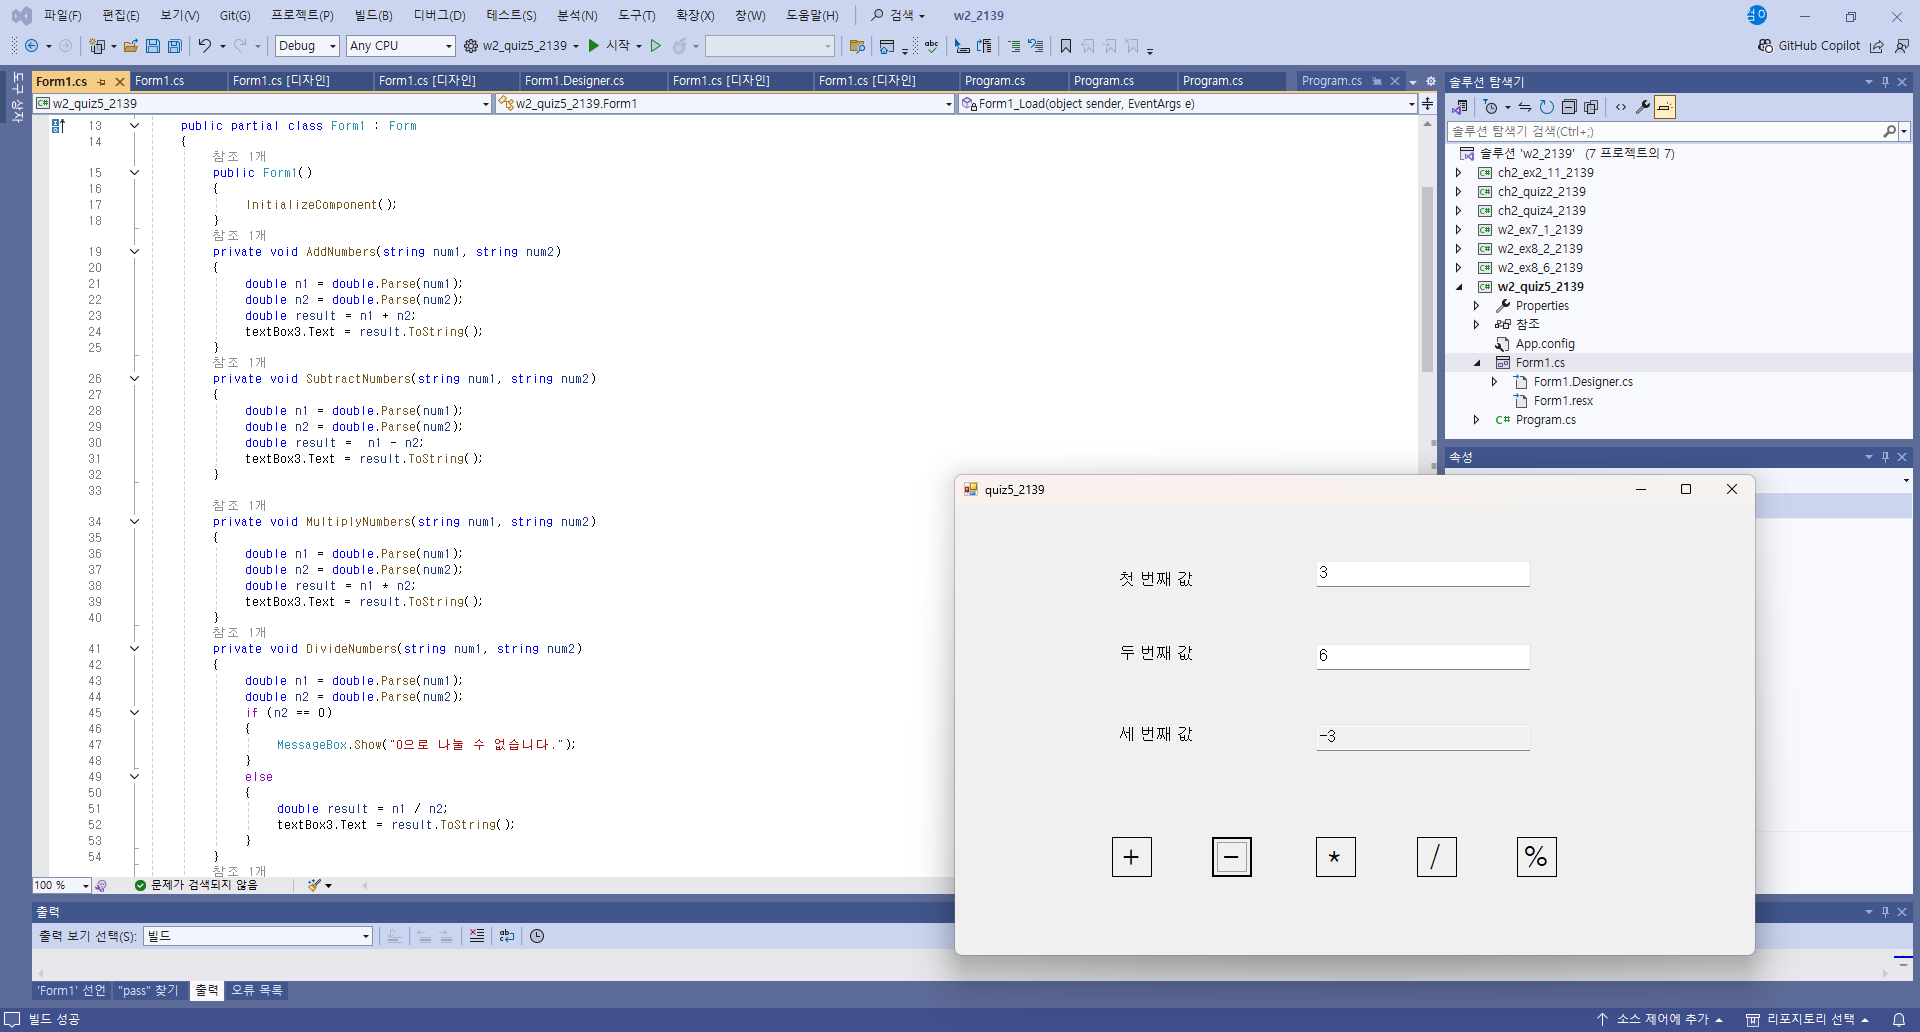 파일(F) 편집(E) 보기(V) Git(G) 프로젝트(P) 빌드(B) 디버그(D) 테스트(S) 분석(N) 도구(T) 확장(X) 창(W) 도움말(H) 검색 w2_2139
Debug Any CPU w2_quiz5_2139 시작 GitHub Copilot
도구 상자
Form1.cs Form1.cs Form1.cs [디자인] Form1.cs [디자인] Form1.Designer.cs Form1.cs [디자인] Form1.cs [디자인] Program.cs Program.cs Program.cs Program.cs
w2_quiz5_2139 w2_quiz5_2139.Form1 Form1_Load(object sender, EventArgs e)
13 public partial class Form1 : Form
14 {
참조 1개
15 public Form1()
16 {
17 InitializeComponent();
18 }
참조 1개
19 private void AddNumbers(string num1, string num2)
20 {
21 double n1 = double.Parse(num1);
22 double n2 = double.Parse(num2);
23 double result = n1 + n2;
24 textBox3.Text = result.ToString();
25 }
참조 1개
26 private void SubtractNumbers(string num1, string num2)
27 {
28 double n1 = double.Parse(num1);
29 double n2 = double.Parse(num2);
30 double result =  n1 - n2;
31 textBox3.Text = result.ToString();
32 }
33
참조 1개
34 private void MultiplyNumbers(string num1, string num2)
35 {
36 double n1 = double.Parse(num1);
37 double n2 = double.Parse(num2);
38 double result = n1 * n2;
39 textBox3.Text = result.ToString();
40 }
참조 1개
41 private void DivideNumbers(string num1, string num2)
42 {
43 double n1 = double.Parse(num1);
44 double n2 = double.Parse(num2);
45 if (n2 == 0)
46 {
47 MessageBox.Show("0으로 나눌 수 없습니다.");
48 }
49 else
50 {
51 double result = n1 / n2;
52 textBox3.Text = result.ToString();
53 }
54 }
참조 1개
100 % 문제가 검색되지 않음
솔루션 탐색기
솔루션 탐색기 검색(Ctrl+;)
솔루션 'w2_2139' (7 프로젝트의 7)
ch2_ex2_11_2139
ch2_quiz2_2139
ch2_quiz4_2139
w2_ex7_1_2139
w2_ex8_2_2139
w2_ex8_6_2139
w2_quiz5_2139
Properties
참조
App.config
Form1.cs
Form1.Designer.cs
Form1.resx
C# Program.cs
속성
quiz5_2139
첫 번째 값 3
두 번째 값 6
세 번째 값 -3
+ - * / %
출력
출력 보기 선택(S): 빌드
'Form1' 선언 "pass" 찾기 출력 오류 목록
빌드 성공 소스 제어에 추가 리포지토리 선택